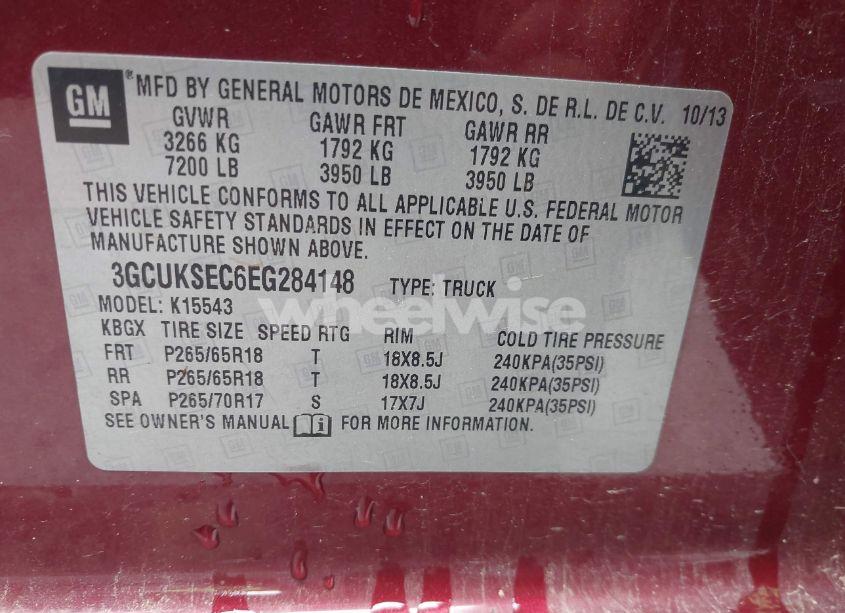 GM ® MFD BY GENERAL MOTORS DE MEXICO, S. DE R.L. DE C.V. 10/13
GVWR GAWR FRT GAWR RR
3266 KG 1792 KG 1792 KG
7200 LB 3950 LB 3950 LB
THIS VEHICLE CONFORMS TO ALL APPLICABLE U.S. FEDERAL MOTOR
VEHICLE SAFETY STANDARDS IN EFFECT ON THE DATE OF
MANUFACTURE SHOWN ABOVE.
3GCUKSEC6EG284148 TYPE: TRUCK
MODEL: K15543
wheelwise
KBGX TIRE SIZE SPEED RTG RIM COLD TIRE PRESSURE
FRT P265/65R18 T 18X8.5J 240KPA(35PSI)
RR P265/65R18 T 18X8.5J 240KPA(35PSI)
SPA P265/70R17 S 17X7J 240KPA(35PSI)
SEE OWNER'S MANUAL FOR MORE INFORMATION.